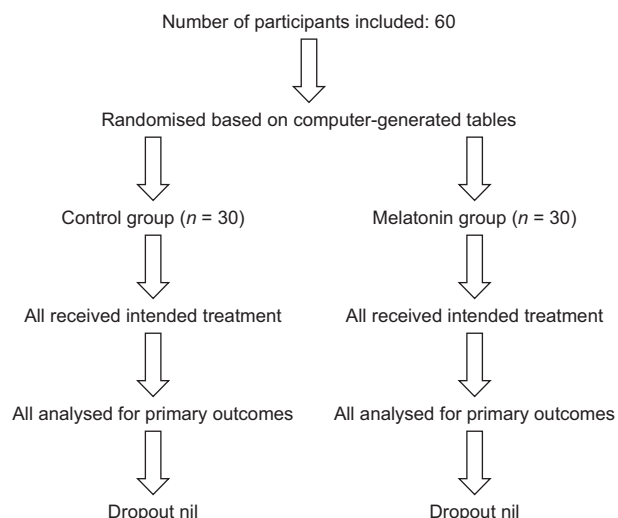 Number of participants included: 60
Randomised based on computer-generated tables
Control group (n = 30)
Melatonin group (n = 30)
All received intended treatment
All received intended treatment
All analysed for primary outcomes
All analysed for primary outcomes
Dropout nil
Dropout nil